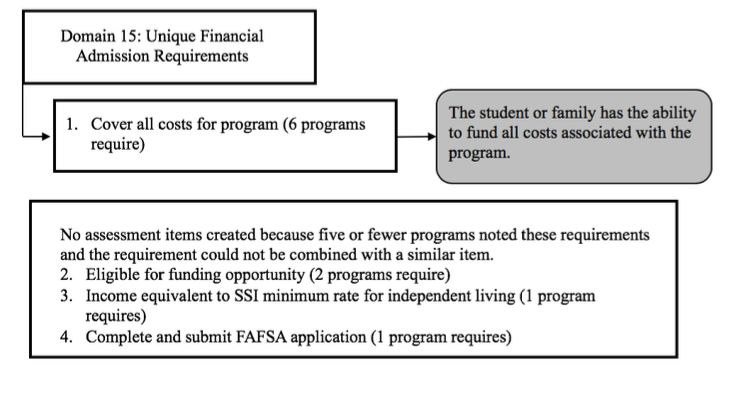 Domain 15: Unique Financial
Admission Requirements
1. Cover all costs for program (6 programs
require)
The student or family has the ability
to fund all costs associated with the
program.
No assessment items created because five or fewer programs noted these requirements
and the requirement could not be combined with a similar item.
2. Eligible for funding opportunity (2 programs require)
3. Income equivalent to SSI minimum rate for independent living (1 program
requires)
4. Complete and submit FAFSA application (1 program requires)